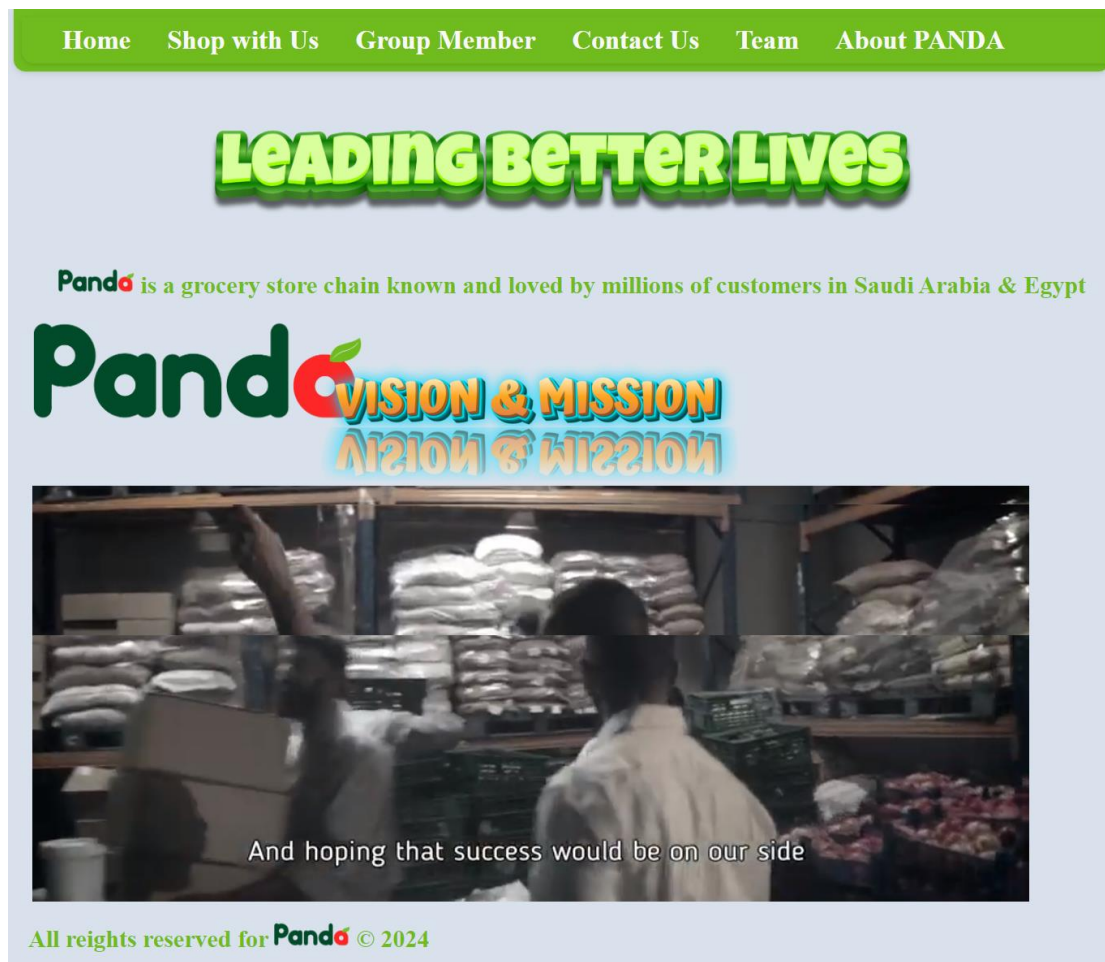 Home Shop with Us Group Member Contact Us Team About PANDA
Leading Better Lives
Panda is a grocery store chain known and loved by millions of customers in Saudi Arabia & Egypt
Panda VISION & MISSION
VISION & MISSION
And hoping that success would be on our side
All reights reserved for Panda © 2024